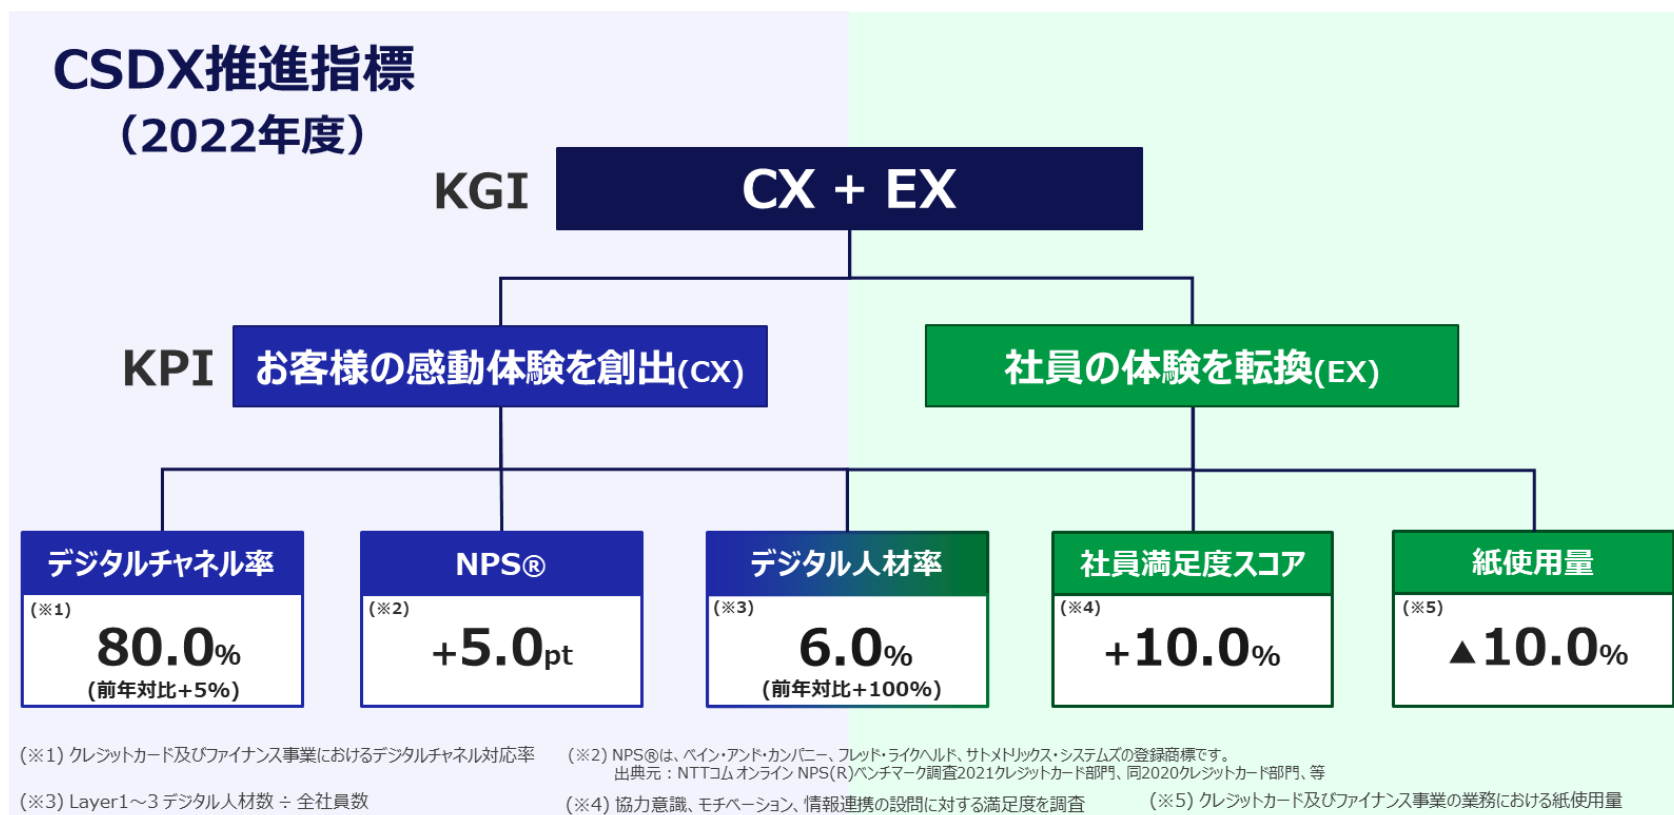 CSDX推進指標
（2022年度）
KGI
CX + EX
KPI
お客様の感動体験を創出(CX)
社員の体験を転換(EX)
デジタルチャネル率
(※1)
80.0%
(前年対比+5%)
NPS®
(※2)
+5.0pt
デジタル人材率
(※3)
6.0%
(前年対比+100%)
社員満足度スコア
(※4)
+10.0%
紙使用量
(※5)
▲10.0%
(※1) クレジットカード及びファイナンス事業におけるデジタルチャネル対応率
(※2) NPS®は、ベイン・アンド・カンパニー、フレッド・ライクヘルド、サトメトリックス・システムズの登録商標です。
出典元：NTTコム オンライン NPS(R)ベンチマーク調査2021クレジットカード部門、同2020クレジットカード部門、等
(※3) Layer1～3 デジタル人材数 ÷ 全社員数
(※4) 協力意識、モチベーション、情報連携の設問に対する満足度を調査
(※5) クレジットカード及びファイナンス事業の業務における紙使用量